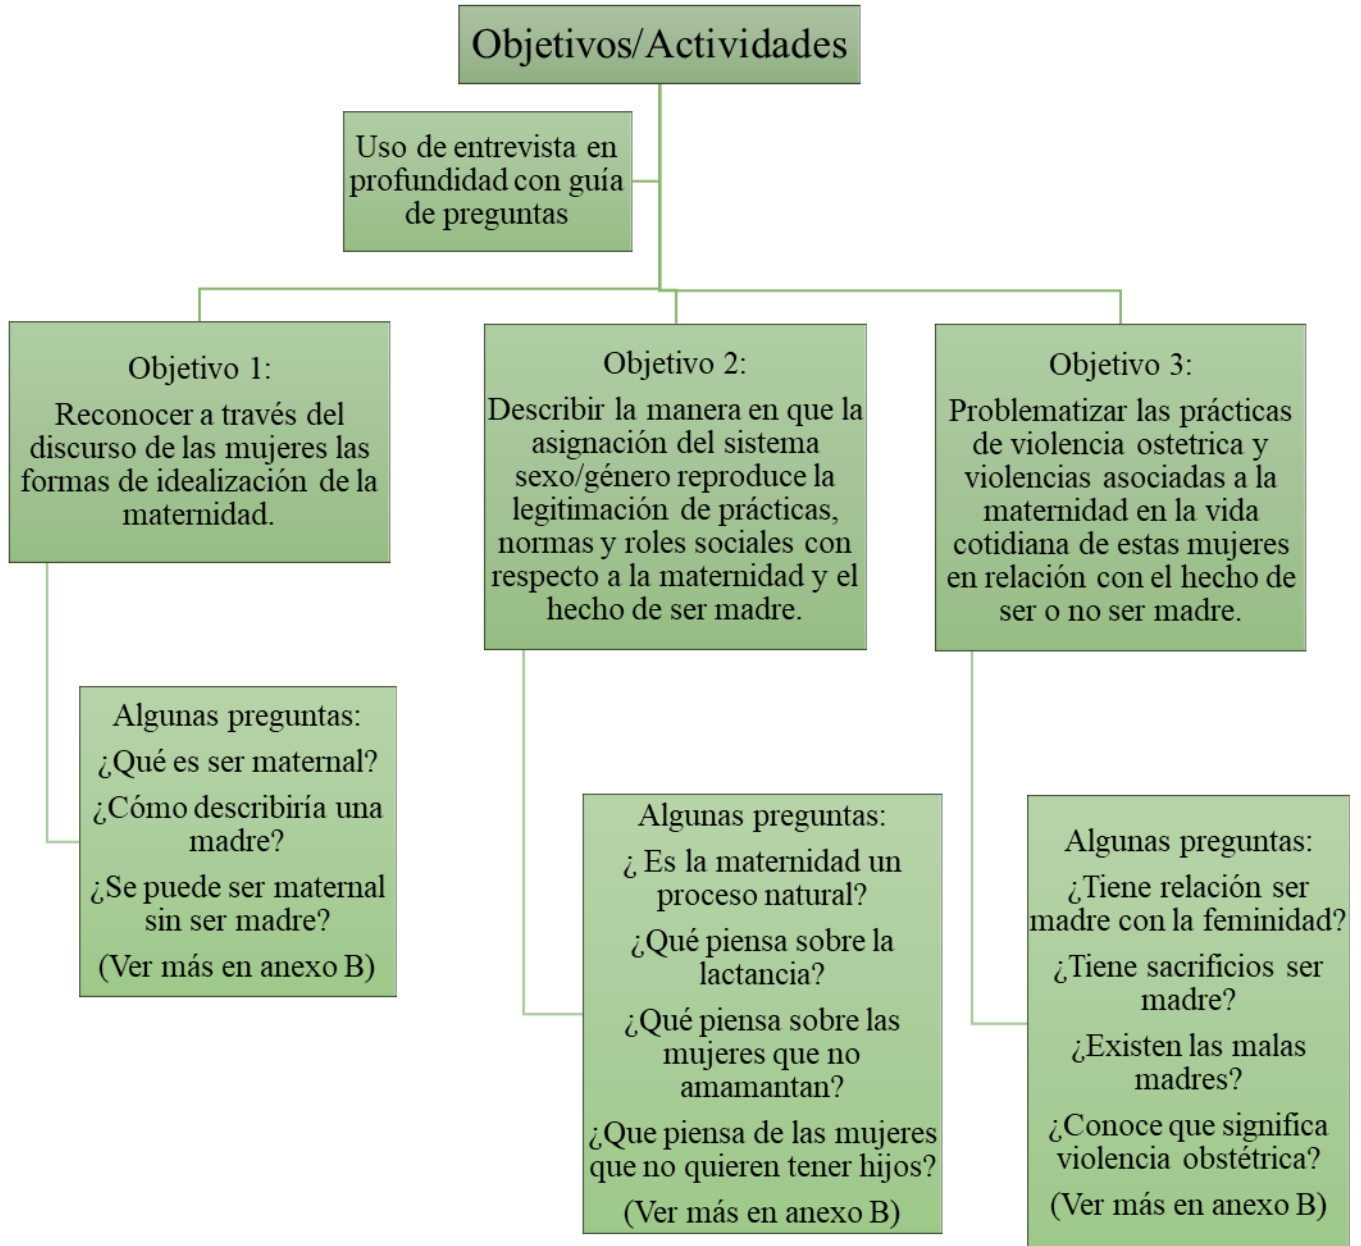 Objetivos/Actividades
Uso de entrevista en
profundidad con guía
de preguntas
Objetivo 1:
Reconocer a través del
discurso de las mujeres las
formas de idealización de la
maternidad.
Objetivo 2:
Describir la manera en que la
asignación del sistema
sexo/género reproduce la
legitimación de prácticas,
normas y roles sociales con
respecto a la maternidad y el
hecho de ser madre.
Objetivo 3:
Problematizar las prácticas
de violencia ostetrica y
violencias asociadas a la
maternidad en la vida
cotidiana de estas mujeres
en relación con el hecho de
ser o no ser madre.
Algunas preguntas:
¿Qué es ser maternal?
¿Cómo describiría una
madre?
¿Se puede ser maternal
sin ser madre?
(Ver más en anexo B)
Algunas preguntas:
¿ Es la maternidad un
proceso natural?
¿Qué piensa sobre la
lactancia?
¿Qué piensa sobre las
mujeres que no
amamantan?
¿Que piensa de las mujeres
que no quieren tener hijos?
(Ver más en anexo B)
Algunas preguntas:
¿Tiene relación ser
madre con la feminidad?
¿Tiene sacrificios ser
madre?
¿Existen las malas
madres?
¿Conoce que significa
violencia obstétrica?
(Ver más en anexo B)